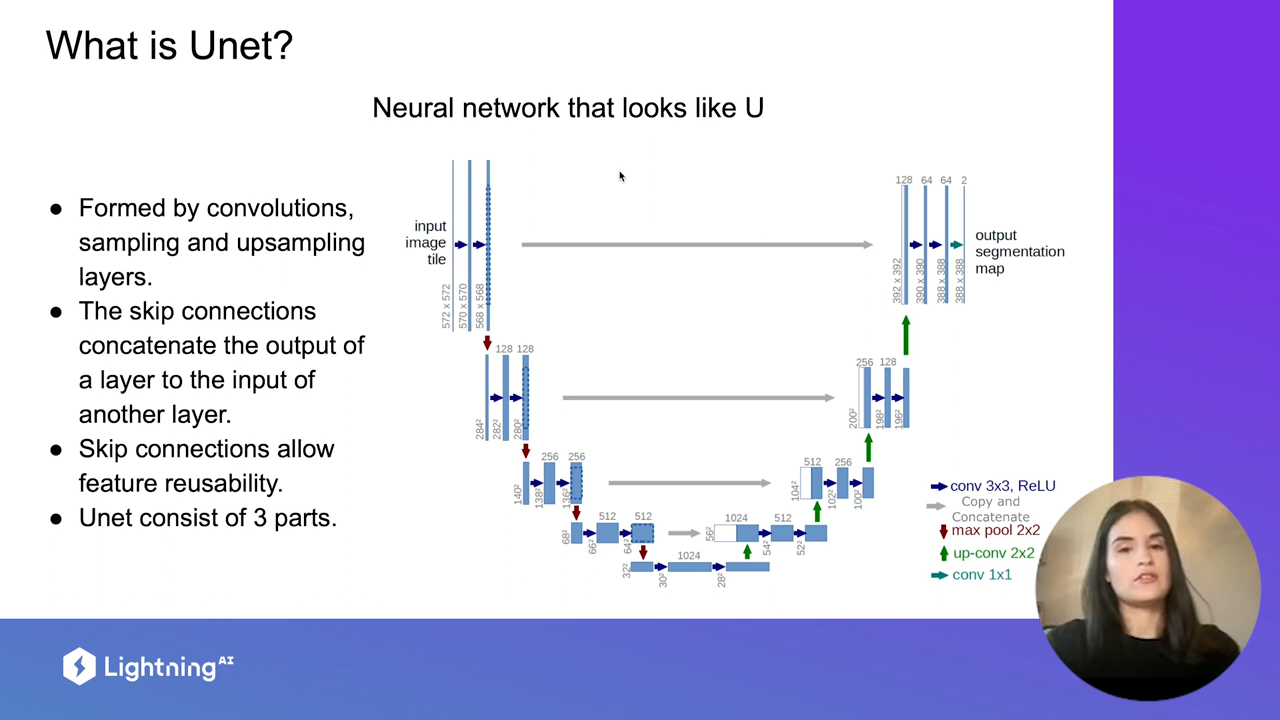 What is Unet?
Neural network that looks like U
● Formed by convolutions,
sampling and upsampling
layers.
● The skip connections
concatenate the output of
a layer to the input of
another layer.
● Skip connections allow
feature reusability.
● Unet consist of 3 parts.
input
image
tile
572 x 572
570 x 570
568 x 568
128 64 64 2
392 x 392
390 x 390
388 x 388
388 x 388
output
segmentation
map
128 128
284²
282²
280²
256 128
200²
198²
196²
256 256
140²
138²
136²
512 256
104²
102²
100²
512 512
68²
66²
64²
1024 512
56²
54²
52²
1024
32²
30²
28²
conv 3x3, ReLU
Copy and
Concatenate
max pool 2x2
up-conv 2x2
conv 1x1
Lightning AI